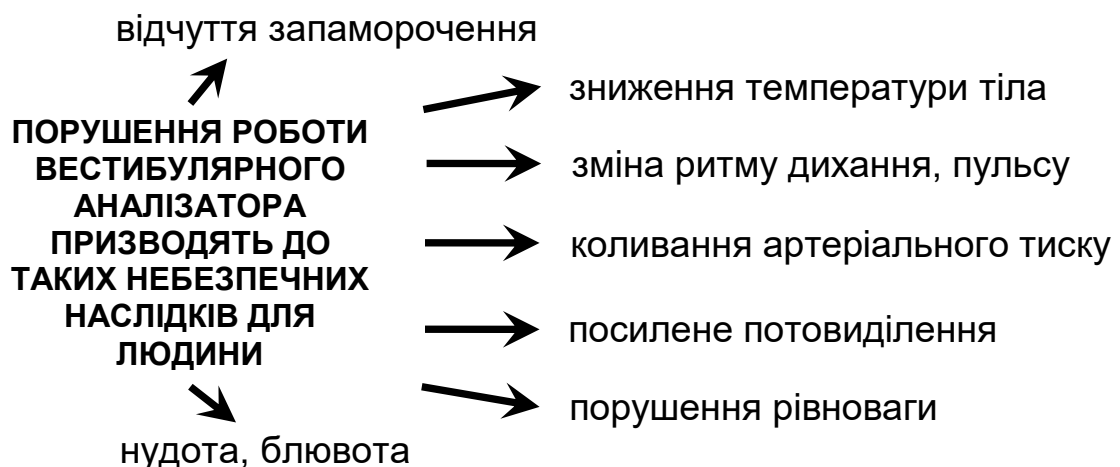 відчуття запаморочення
ПОРУШЕННЯ РОБОТИ
ВЕСТИБУЛЯРНОГО
АНАЛІЗАТОРА
ПРИЗВОДЯТЬ ДО
ТАКИХ НЕБЕЗПЕЧНИХ
НАСЛІДКІВ ДЛЯ
ЛЮДИНИ
зниження температури тіла
зміна ритму дихання, пульсу
коливання артеріального тиску
посилене потовиділення
порушення рівноваги
нудота, блювота